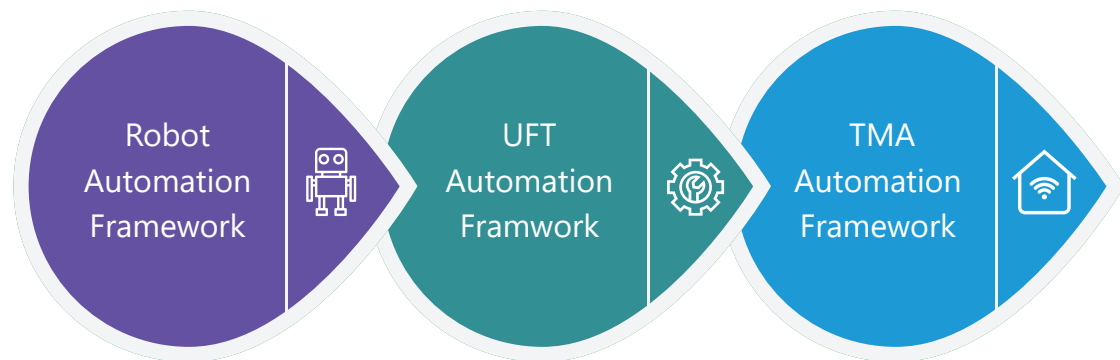 Robot
Automation
Framework
UFT
Automation
Framwork
TMA
Automation
Framework